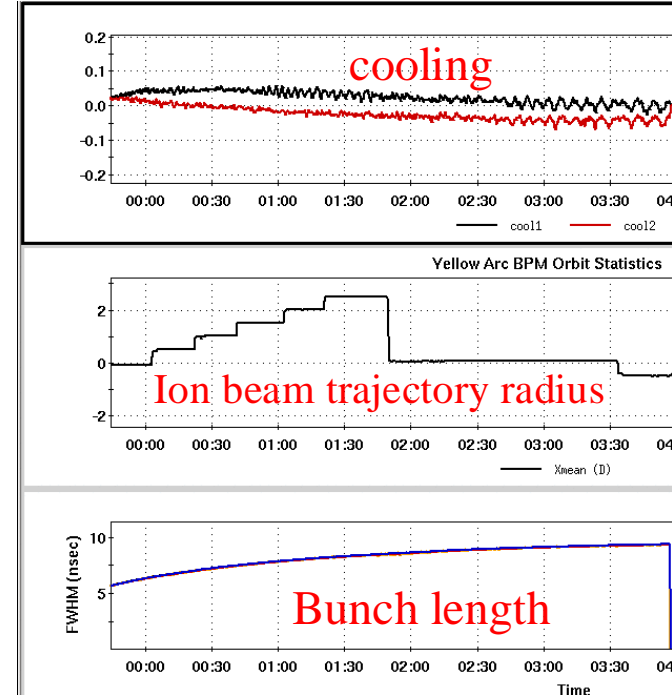 cooling
0.2
0.1
0.0
-0.1
-0.2
00:00 00:30 01:00 01:30 02:00 02:30 03:00 03:30 04
cool1 cool2
Yellow Arc BPM Orbit Statistics
2
0
-2
Ion beam trajectory radius
00:00 00:30 01:00 01:30 02:00 02:30 03:00 03:30 04
Xmean (D)
FWHM (nsec)
10
5
Bunch length
00:00 00:30 01:00 01:30 02:00 02:30 03:00 03:30 04
Time